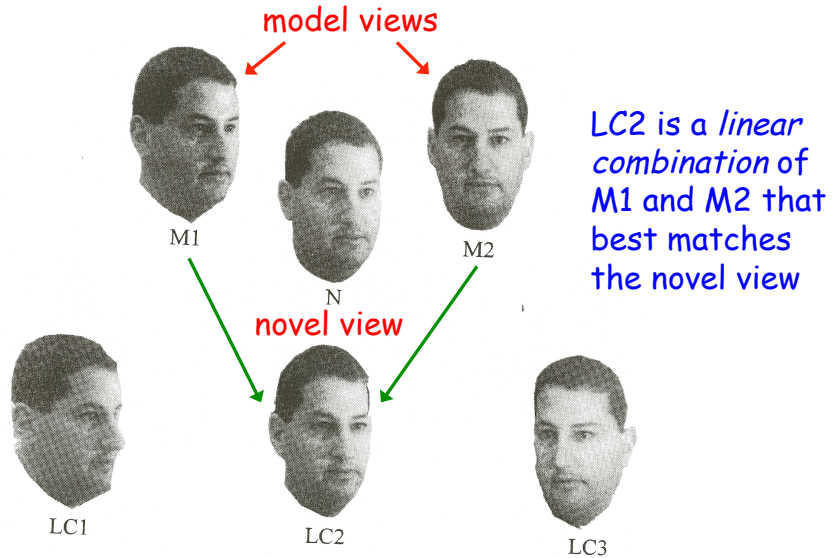 model views
M1
M2
N
novel view
LC2 is a linear
combination of
M1 and M2 that
best matches
the novel view
LC1
LC2
LC3